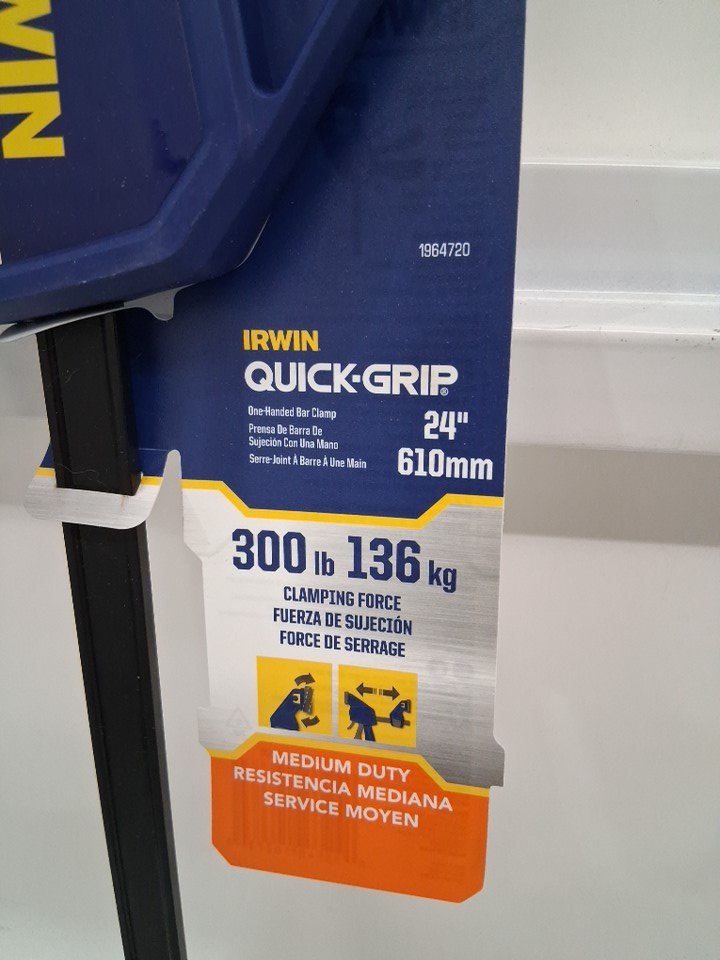 WIN
1964720
IRWIN
QUICK-GRIP®
One-Handed Bar Clamp
Prensa De Barra De
Sujeción Con Una Mano
Serre-Joint À Barre À Une Main
24"
610mm
300 lb 136 kg
CLAMPING FORCE
FUERZA DE SUJECIÓN
FORCE DE SERRAGE
MEDIUM DUTY
RESISTENCIA MEDIANA
SERVICE MOYEN